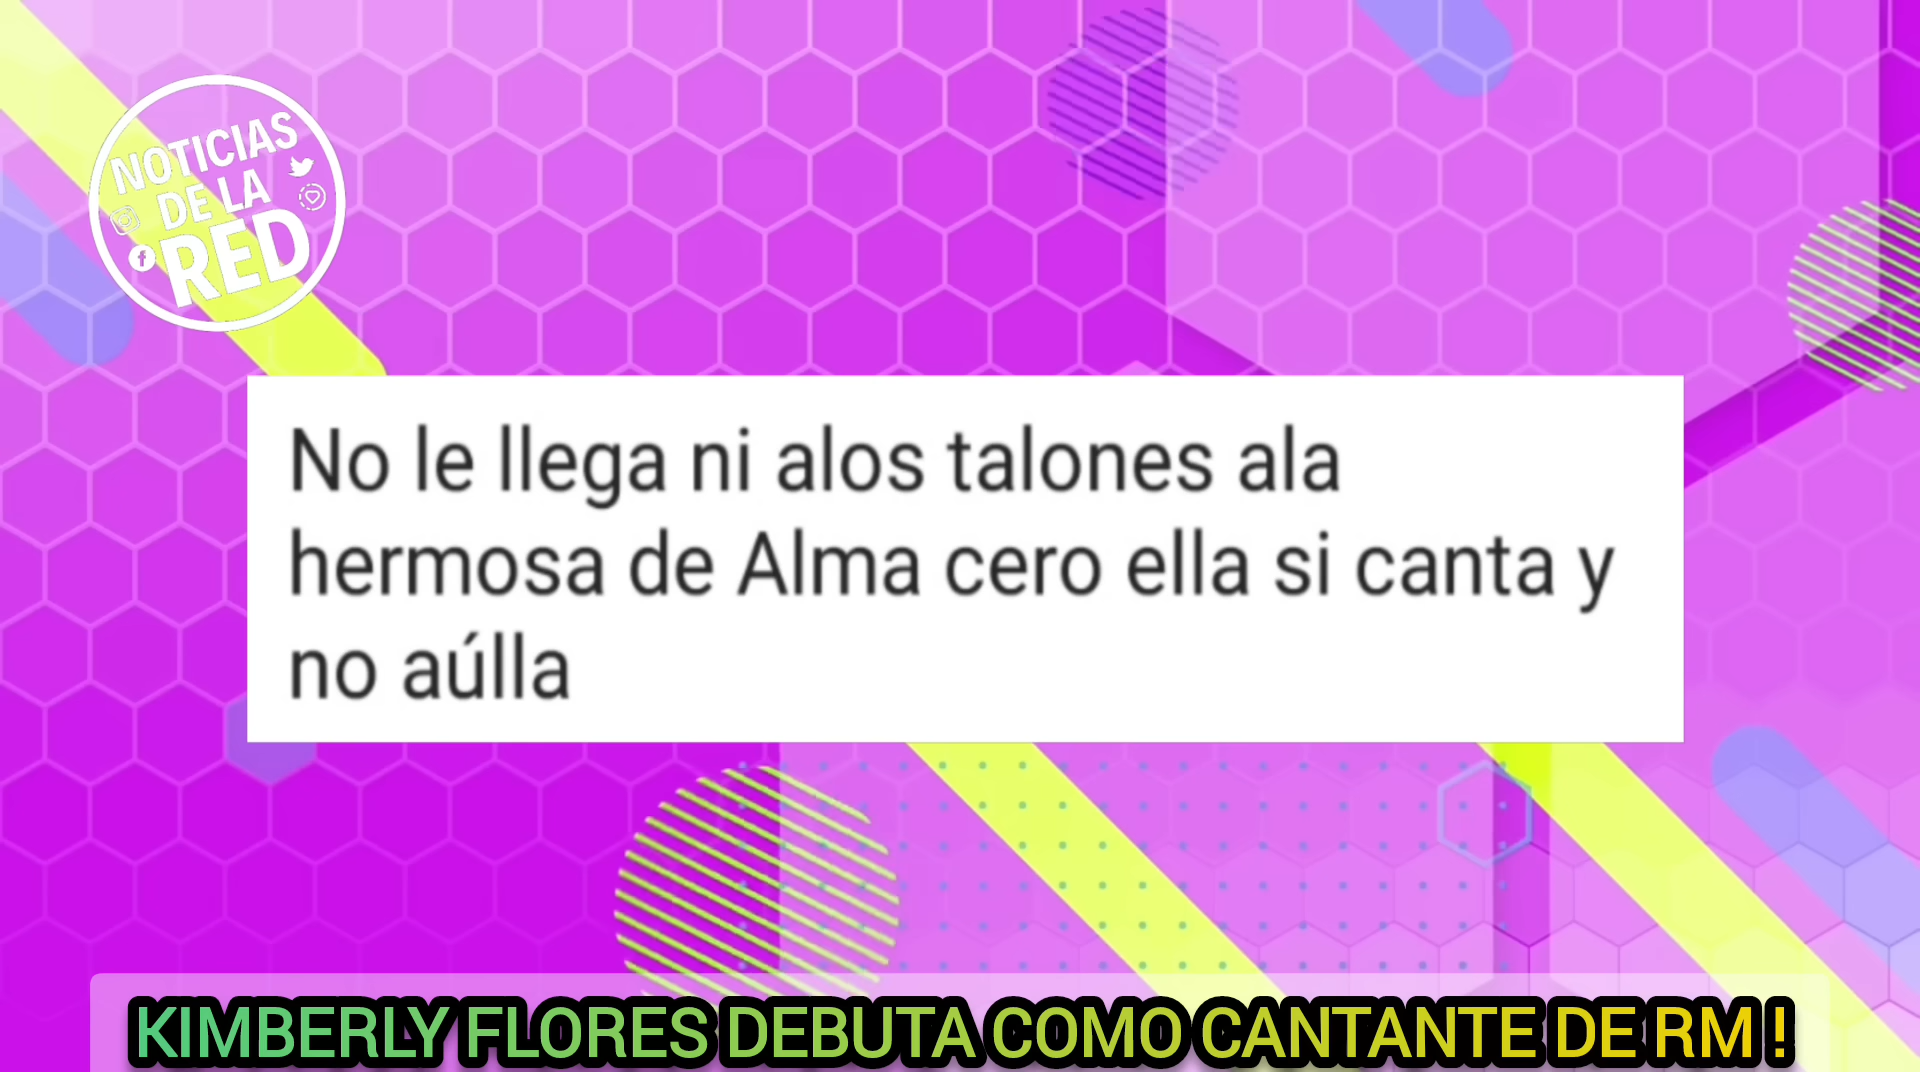 NOTICIAS
DE LA
RED
No le llega ni alos talones ala
hermosa de Alma cero ella si canta y
no aúlla
KIMBERLY FLORES DEBUTA COMO CANTANTE DE RM !